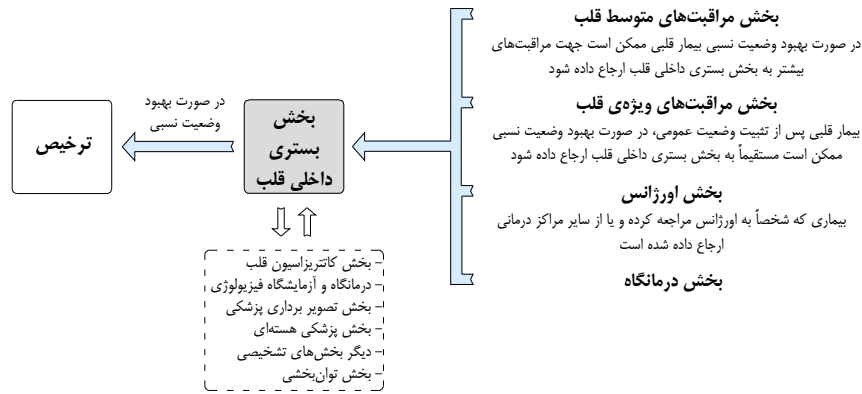 بخش مراقبت‌های متوسط قلب
در صورت بهبود وضعیت نسبی بیمار قلبی ممکن است جهت مراقبت‌های
بیشتر به بخش بستری داخلی قلب ارجاع داده شود
بخش مراقبت‌های ویژه‌ی قلب
بیمار قلبی پس از تثبیت وضعیت عمومی، در صورت بهبود وضعیت نسبی
ممکن است مستقیماً به بخش بستری داخلی قلب ارجاع داده شود
بخش اورژانس
بیماری که شخصاً به اورژانس مراجعه کرده و یا از سایر مراکز درمانی
ارجاع داده شده است
بخش درمانگاه
بخش
بستری
داخلی قلب
در صورت بهبود
وضعیت نسبی
ترخیص
- بخش کاتتریزاسیون قلب
- درمانگاه و آزمایشگاه فیزیولوژی
- بخش تصویر برداری پزشکی
- بخش پزشکی هسته‌ای
- دیگر بخش‌های تشخیصی
- بخش توان‌بخشی